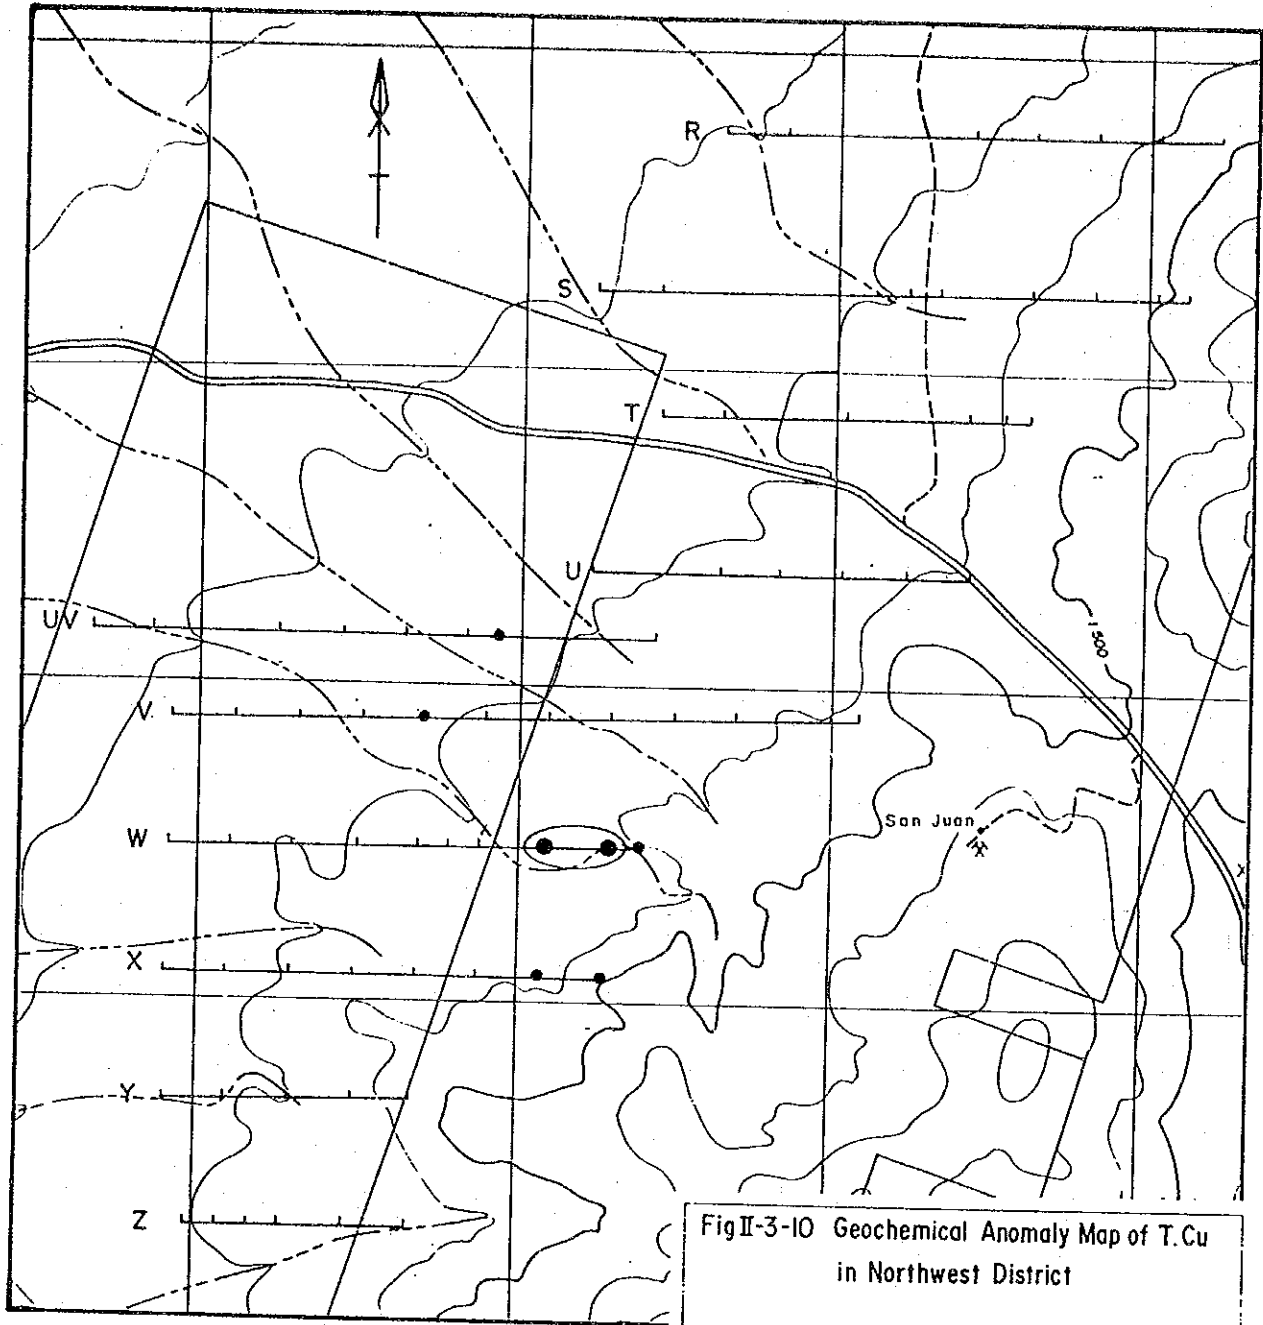 R
S
T
U
UV
1500
V
San Juan
W
x
X
Y
Z
Fig II-3-10 Geochemical Anomaly Map of T. Cu
in Northwest District